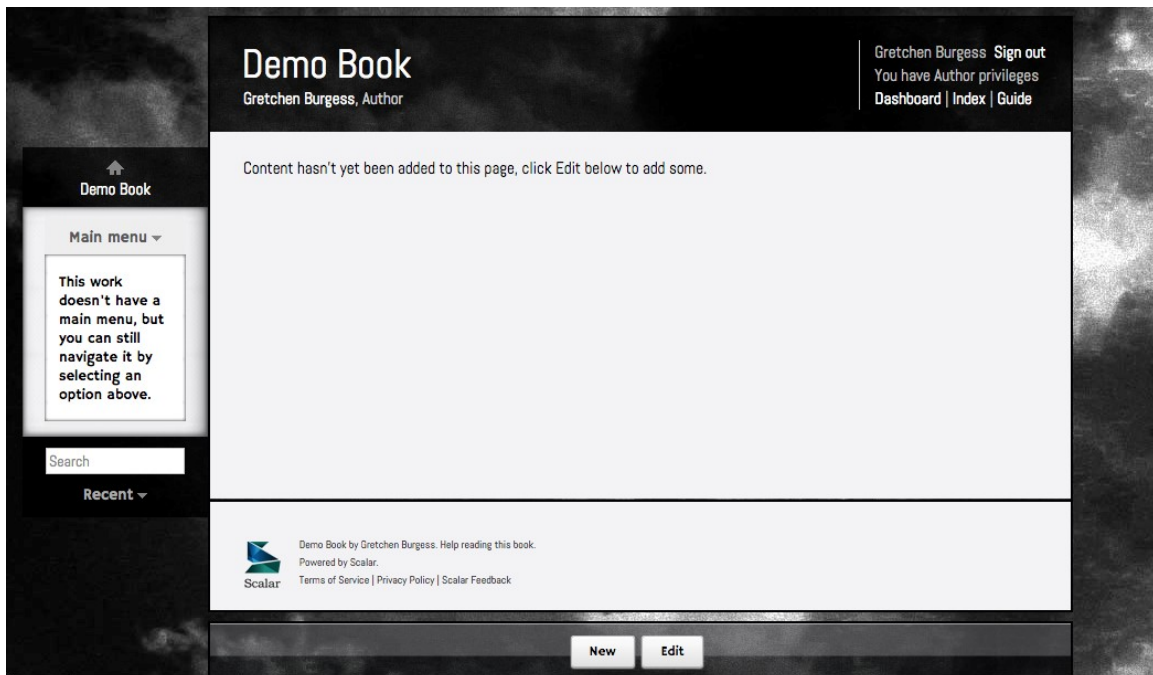 Demo Book
Gretchen Burgess, Author
Gretchen Burgess Sign out
You have Author privileges
Dashboard | Index | Guide
Demo Book
Main menu
This work
doesn't have a
main menu, but
you can still
navigate it by
selecting an
option above.
Search
Recent
Content hasn't yet been added to this page, click Edit below to add some.
Scalar
Demo Book by Gretchen Burgess. Help reading this book.
Powered by Scalar.
Terms of Service | Privacy Policy | Scalar Feedback
New Edit